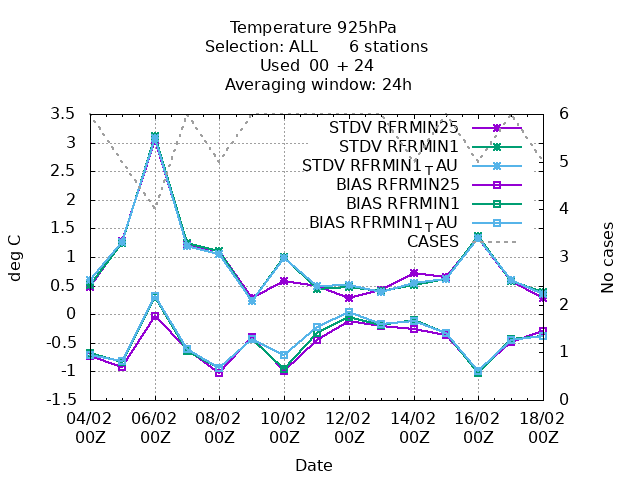 Temperature 925hPa
Selection: ALL 6 stations
Used 00 + 24
Averaging window: 24h
3.5
3
2.5
2
1.5
1
0.5
0
-0.5
-1
-1.5
deg C
6
5
4
3
2
1
0
No cases
STDV RFRMIN25
STDV RFRMIN1
STDV RFRMIN1TAU
BIAS RFRMIN25
BIAS RFRMIN1
BIAS RFRMIN1TAU
CASES
04/02 06/02 08/02 10/02 12/02 14/02 16/02 18/02
00Z 00Z 00Z 00Z 00Z 00Z 00Z 00Z
Date